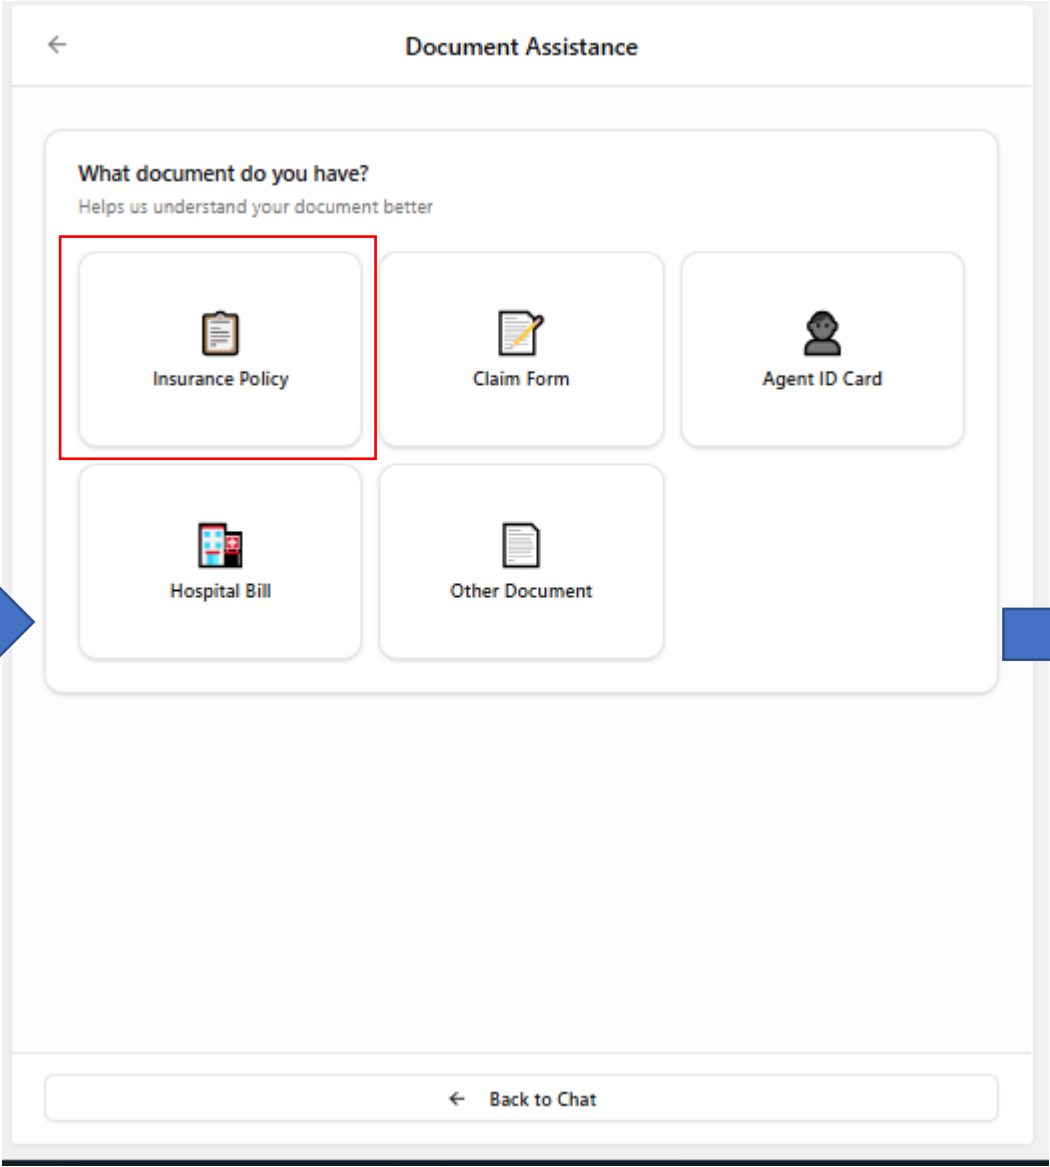 Document Assistance
What document do you have?
Helps us understand your document better
Insurance Policy
Claim Form
Agent ID Card
Hospital Bill
Other Document
Back to Chat